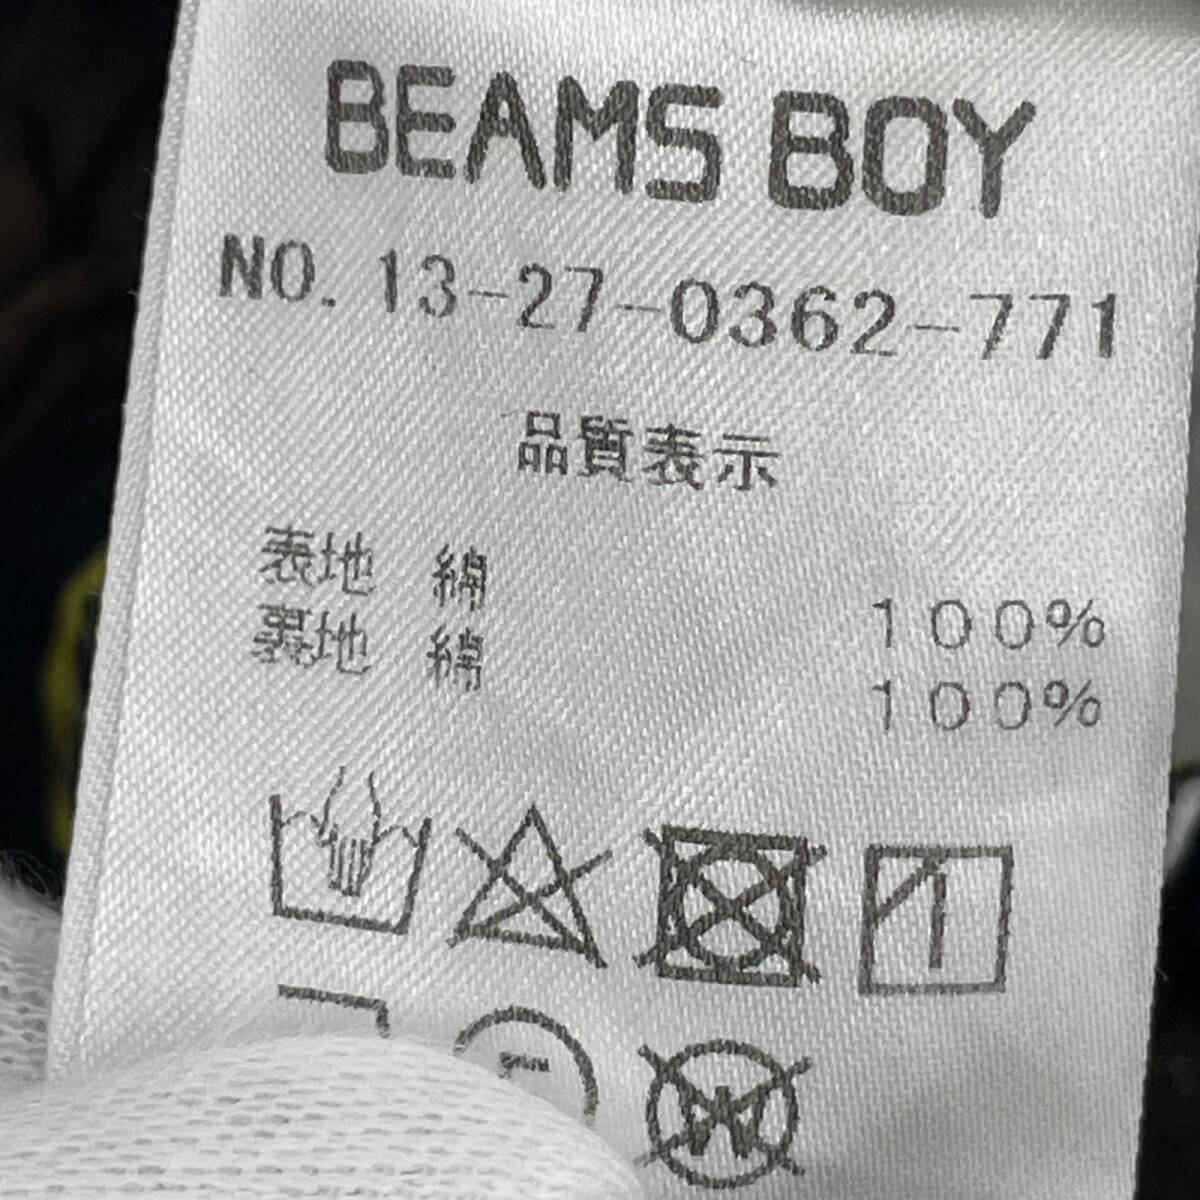 BEAMS BOY
NO. 13-27-0362-771
品質表示
表地 綿 100%
裏地 綿 100%
F
W